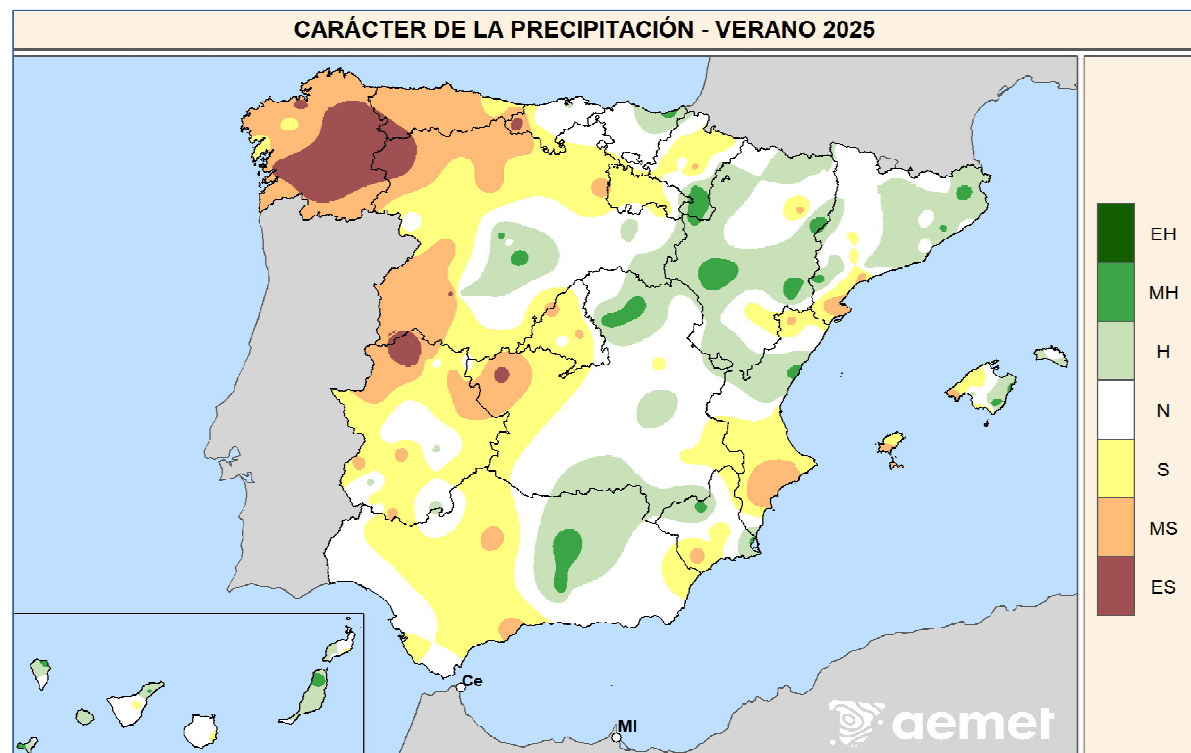 CARÁCTER DE LA PRECIPITACIÓN - VERANO 2025
EH
MH
H
N
S
MS
ES
Ce
Ml
aemet